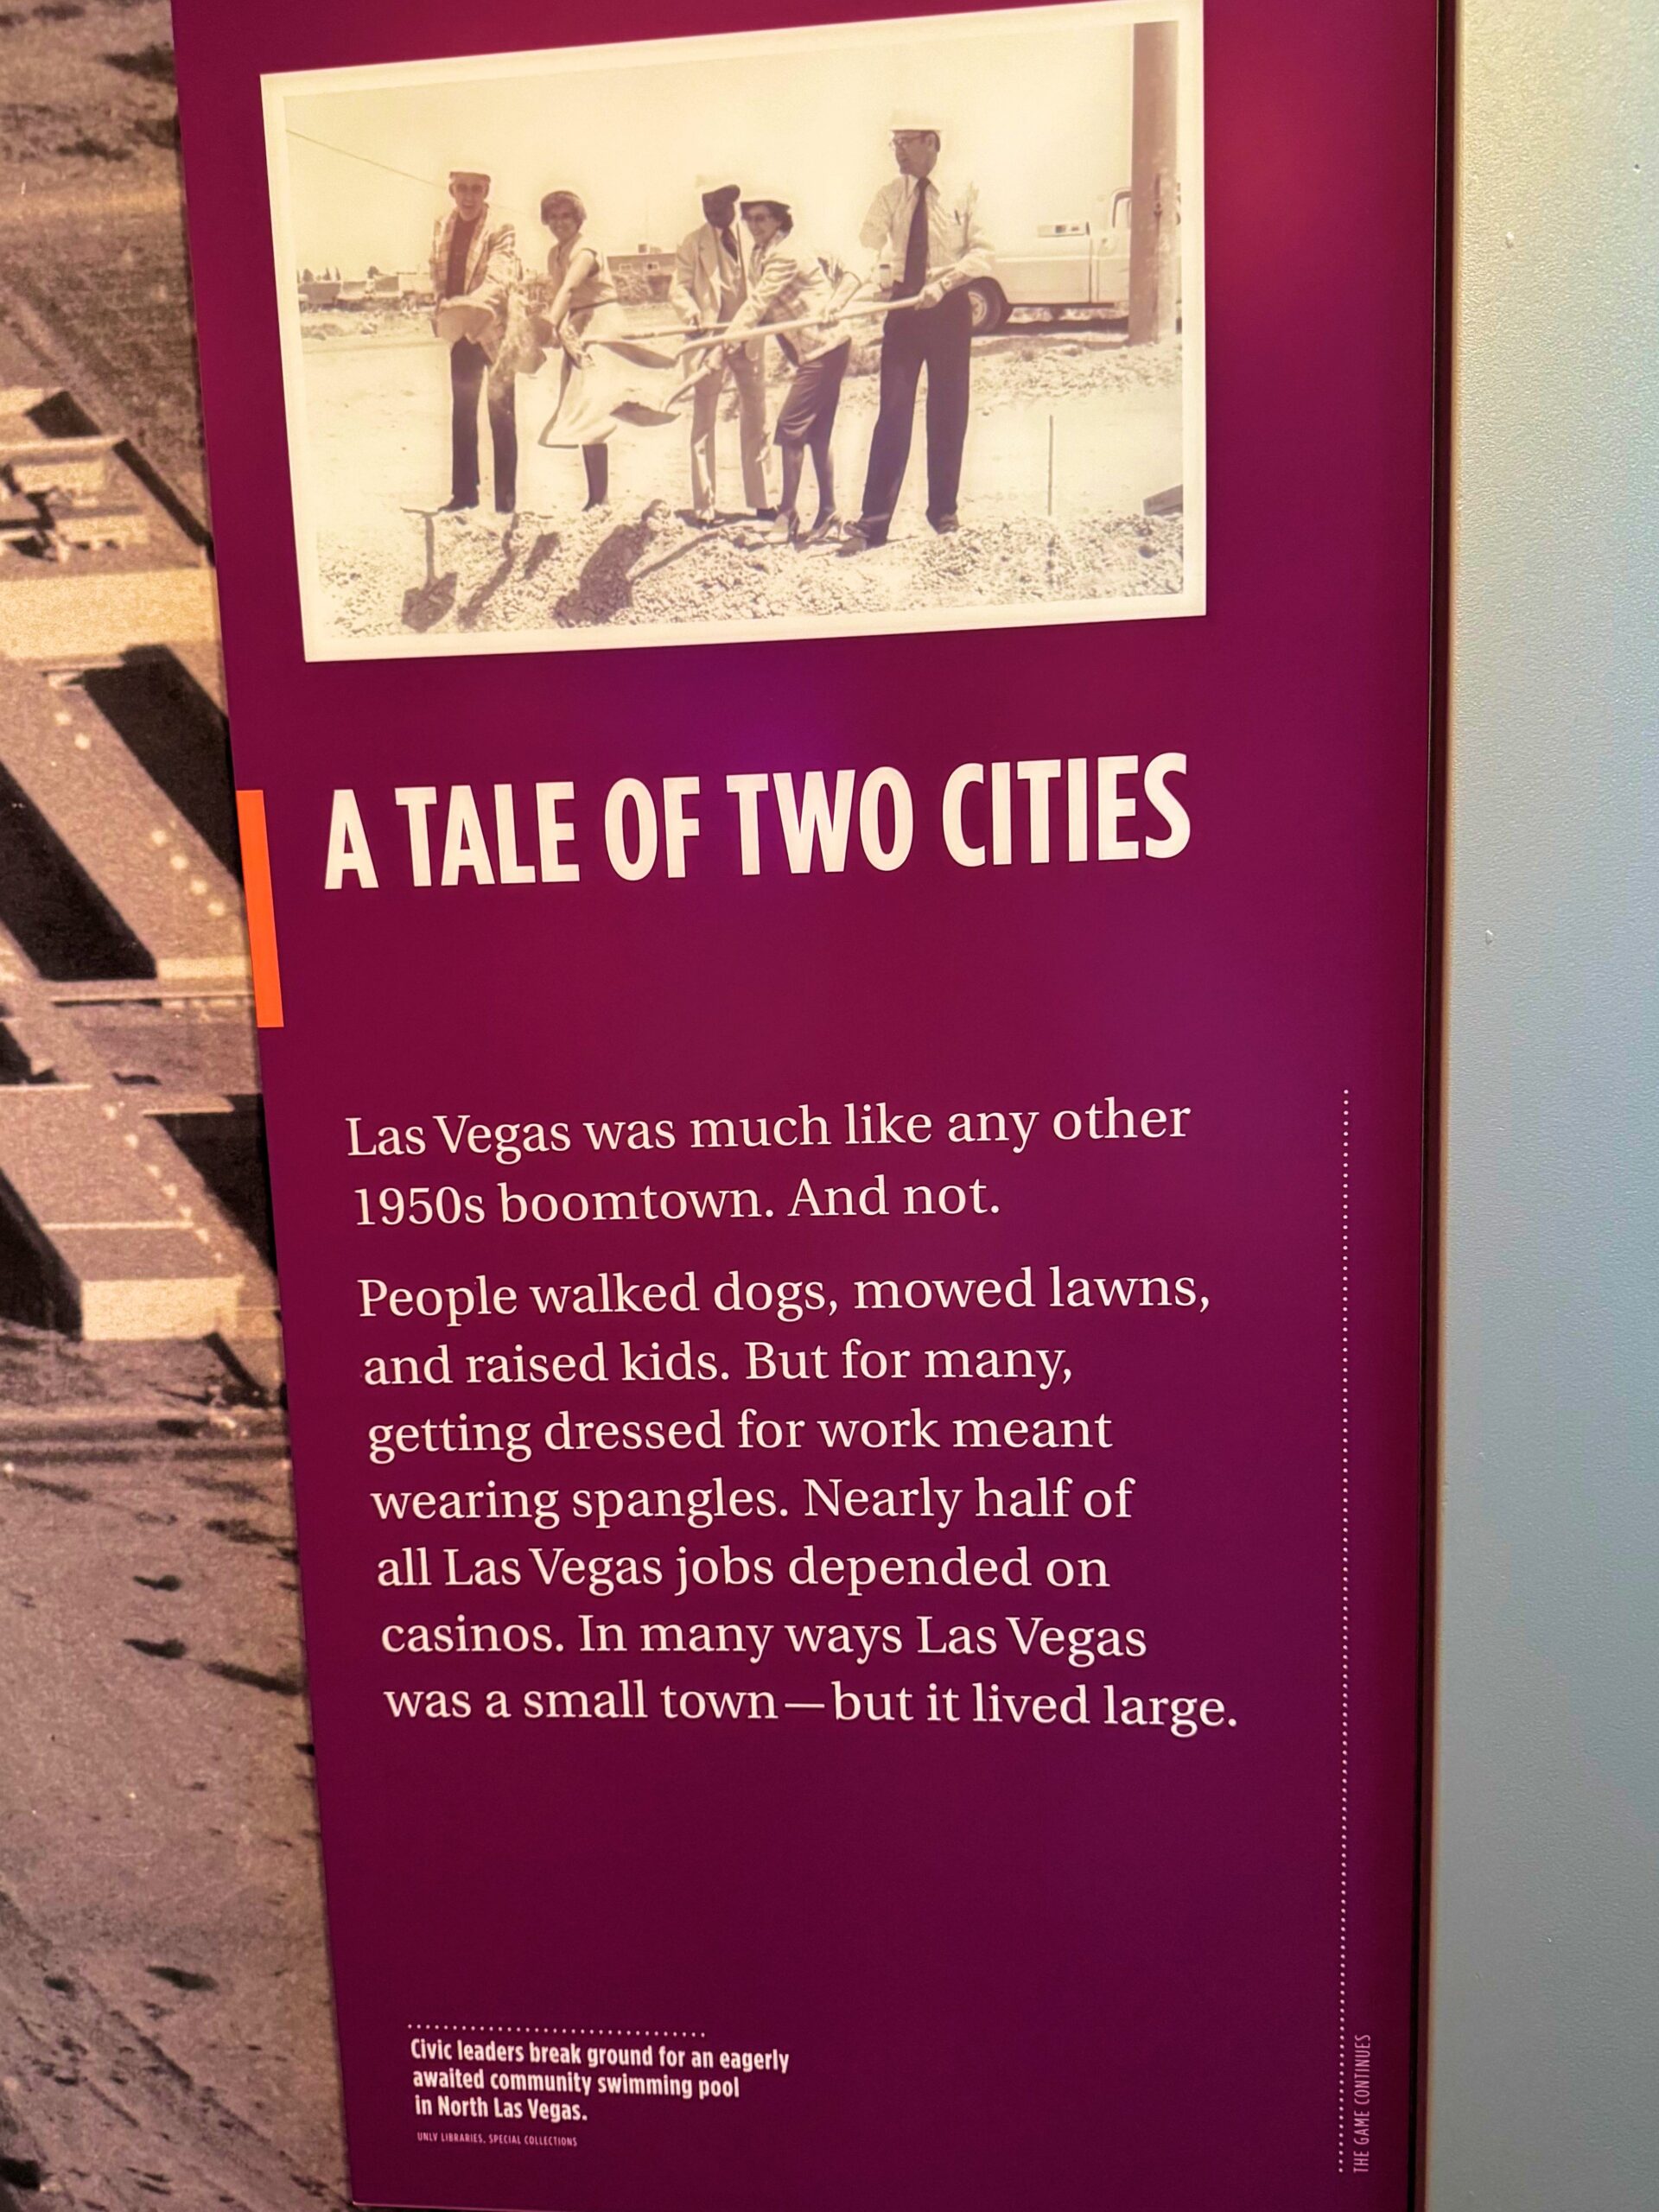 A TALE OF TWO CITIES
Las Vegas was much like any other
1950s boomtown. And not.
People walked dogs, mowed lawns,
and raised kids. But for many,
getting dressed for work meant
wearing spangles. Nearly half of
all Las Vegas jobs depended on
casinos. In many ways Las Vegas
was a small town—but it lived large.
Civic leaders break ground for an eagerly
awaited community swimming pool
in North Las Vegas.
UNLV LIBRARIES, SPECIAL COLLECTIONS
THE GAME CONTINUES